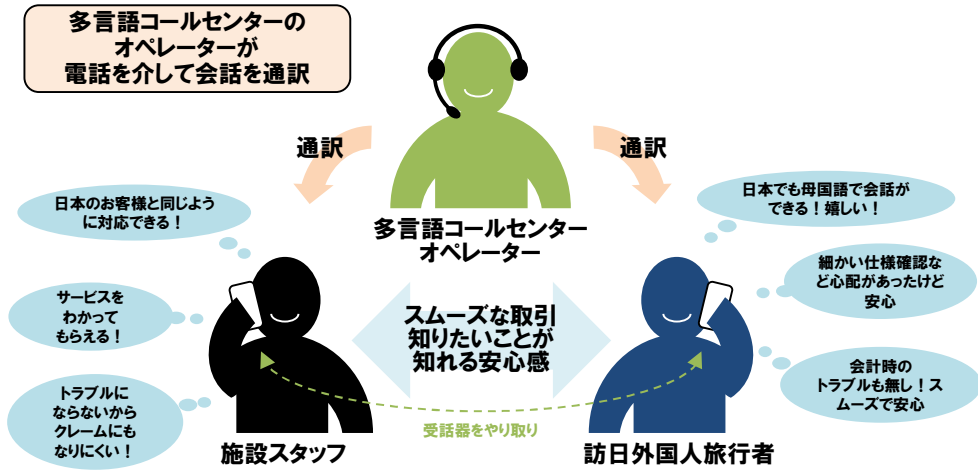 多言語コールセンターの
オペレーターが
電話を介して会話を通訳
通訳
通訳
多言語コールセンター
オペレーター
日本のお客様と同じよう
に対応できる！
サービスを
わかって
もらえる！
トラブルに
ならないから
クレームにも
なりにくい！
日本でも母国語で会話が
できる！嬉しい！
細かい仕様確認な
ど心配があったけど
安心
会計時の
トラブルも無し！ス
ムーズで安心
スムーズな取引
知りたいことが
知れる安心感
受話器をやり取り
施設スタッフ
訪日外国人旅行者